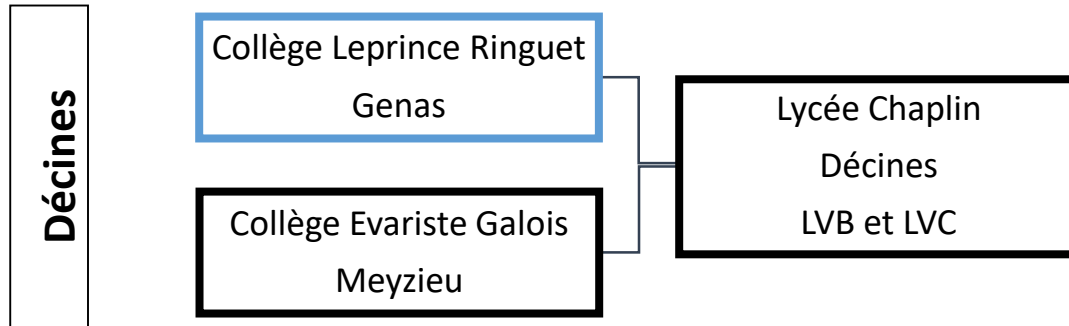 Décines
Collège Leprince Ringuet
Genas
Collège Evariste Galois
Meyzieu
Lycée Chaplin
Décines
LVB et LVC